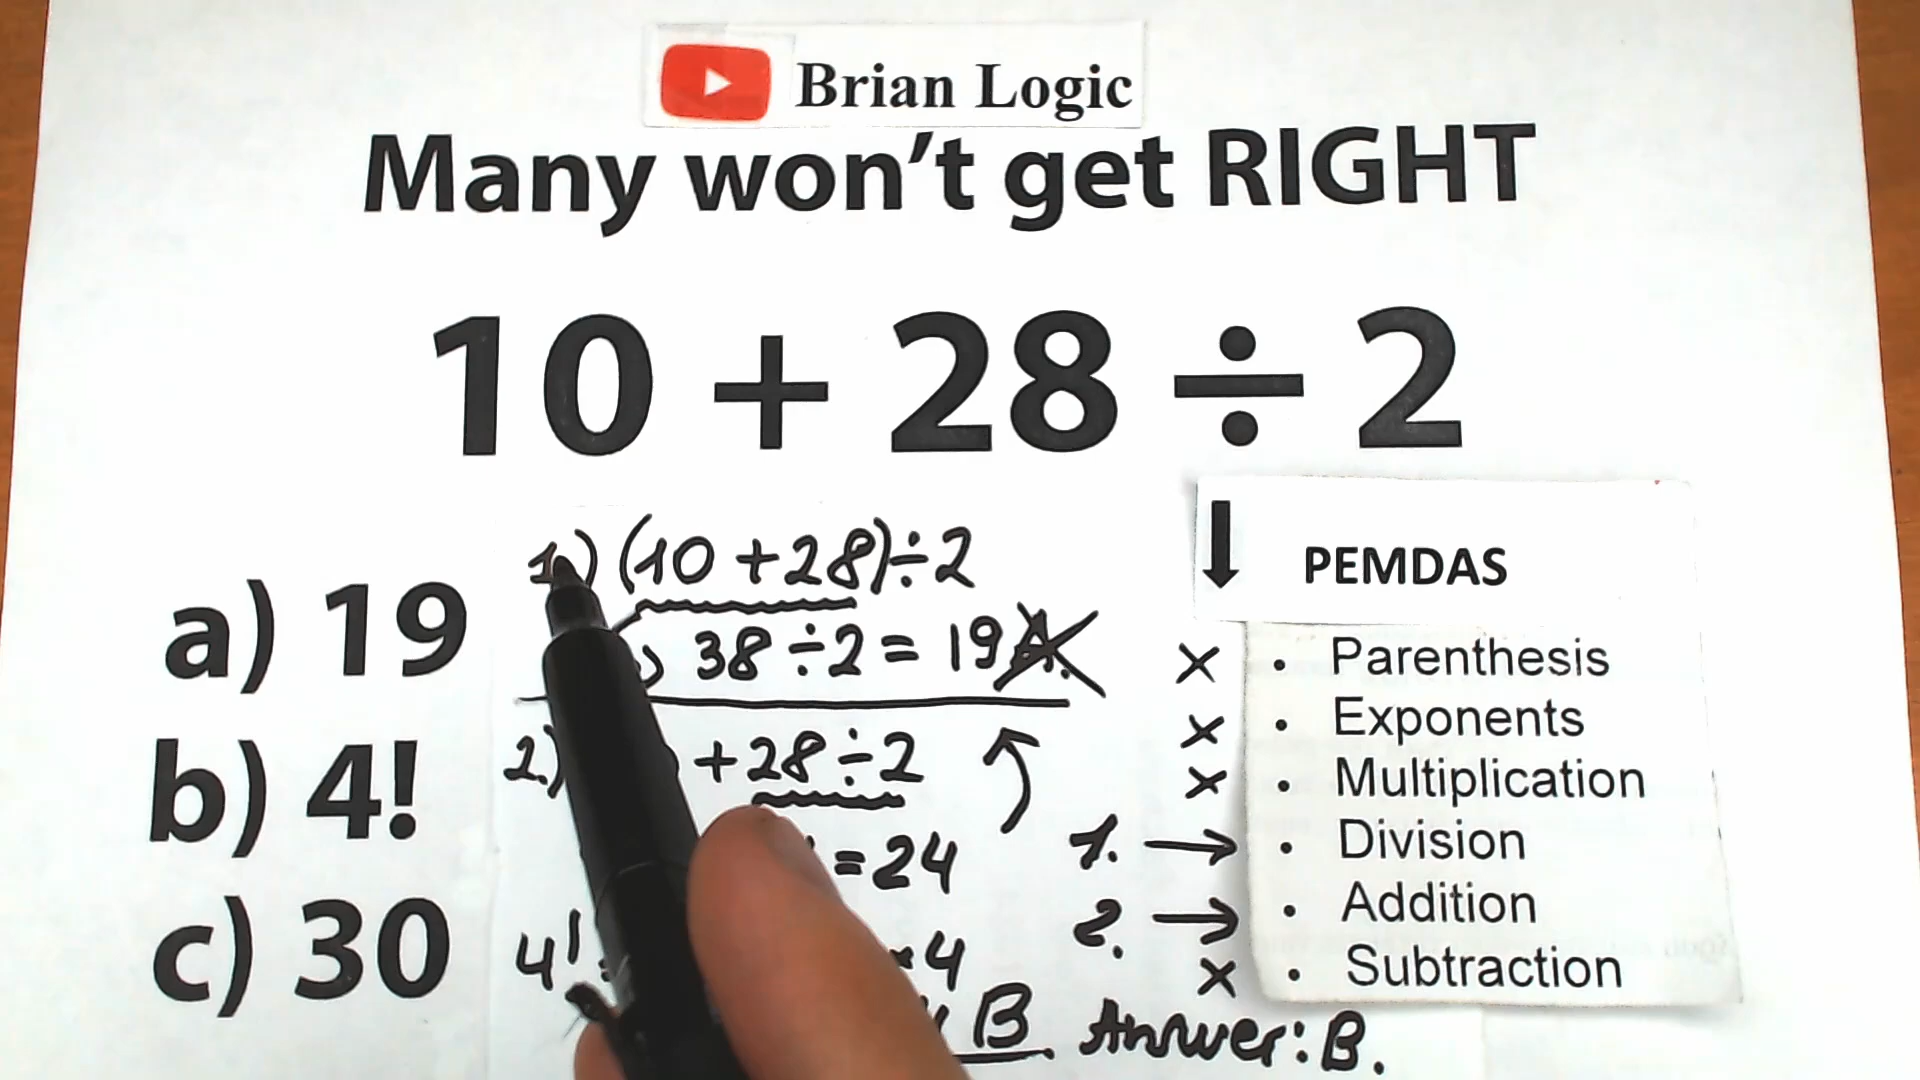 Brian Logic
Many won't get RIGHT
10 + 28 ÷ 2
a) 19
b) 4!
c) 30
1.) (10 + 28) ÷ 2
38 ÷ 2 = 19
2.) + 28 ÷ 2
= 24
4!
4
B
Answer: B.
PEMDAS
× • Parenthesis
× • Exponents
× • Multiplication
1. → • Division
2. → • Addition
× • Subtraction